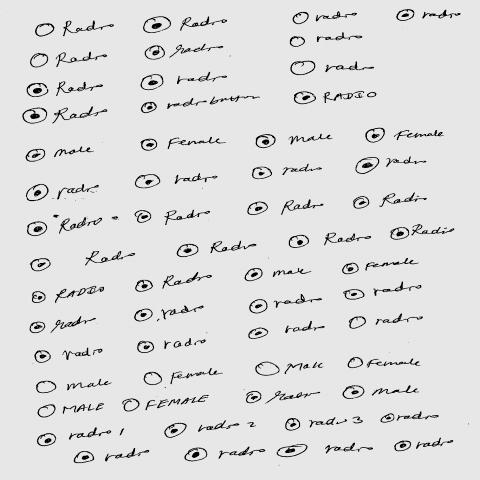 Radio Radio radio radio
Radio radio radio
Radio radio radio
Radio radio button RADIO
male Female male Female
radio radio radio radio
Radio Radio Radio Radio
Radio Radio Radio Radio
RADIO Radio male Female
radio radio radio radio
radio radio radio radio
male Female Male Female
MALE FEMALE radio male
radio 1 radio 2 radio 3 radio
radio radio radio radio